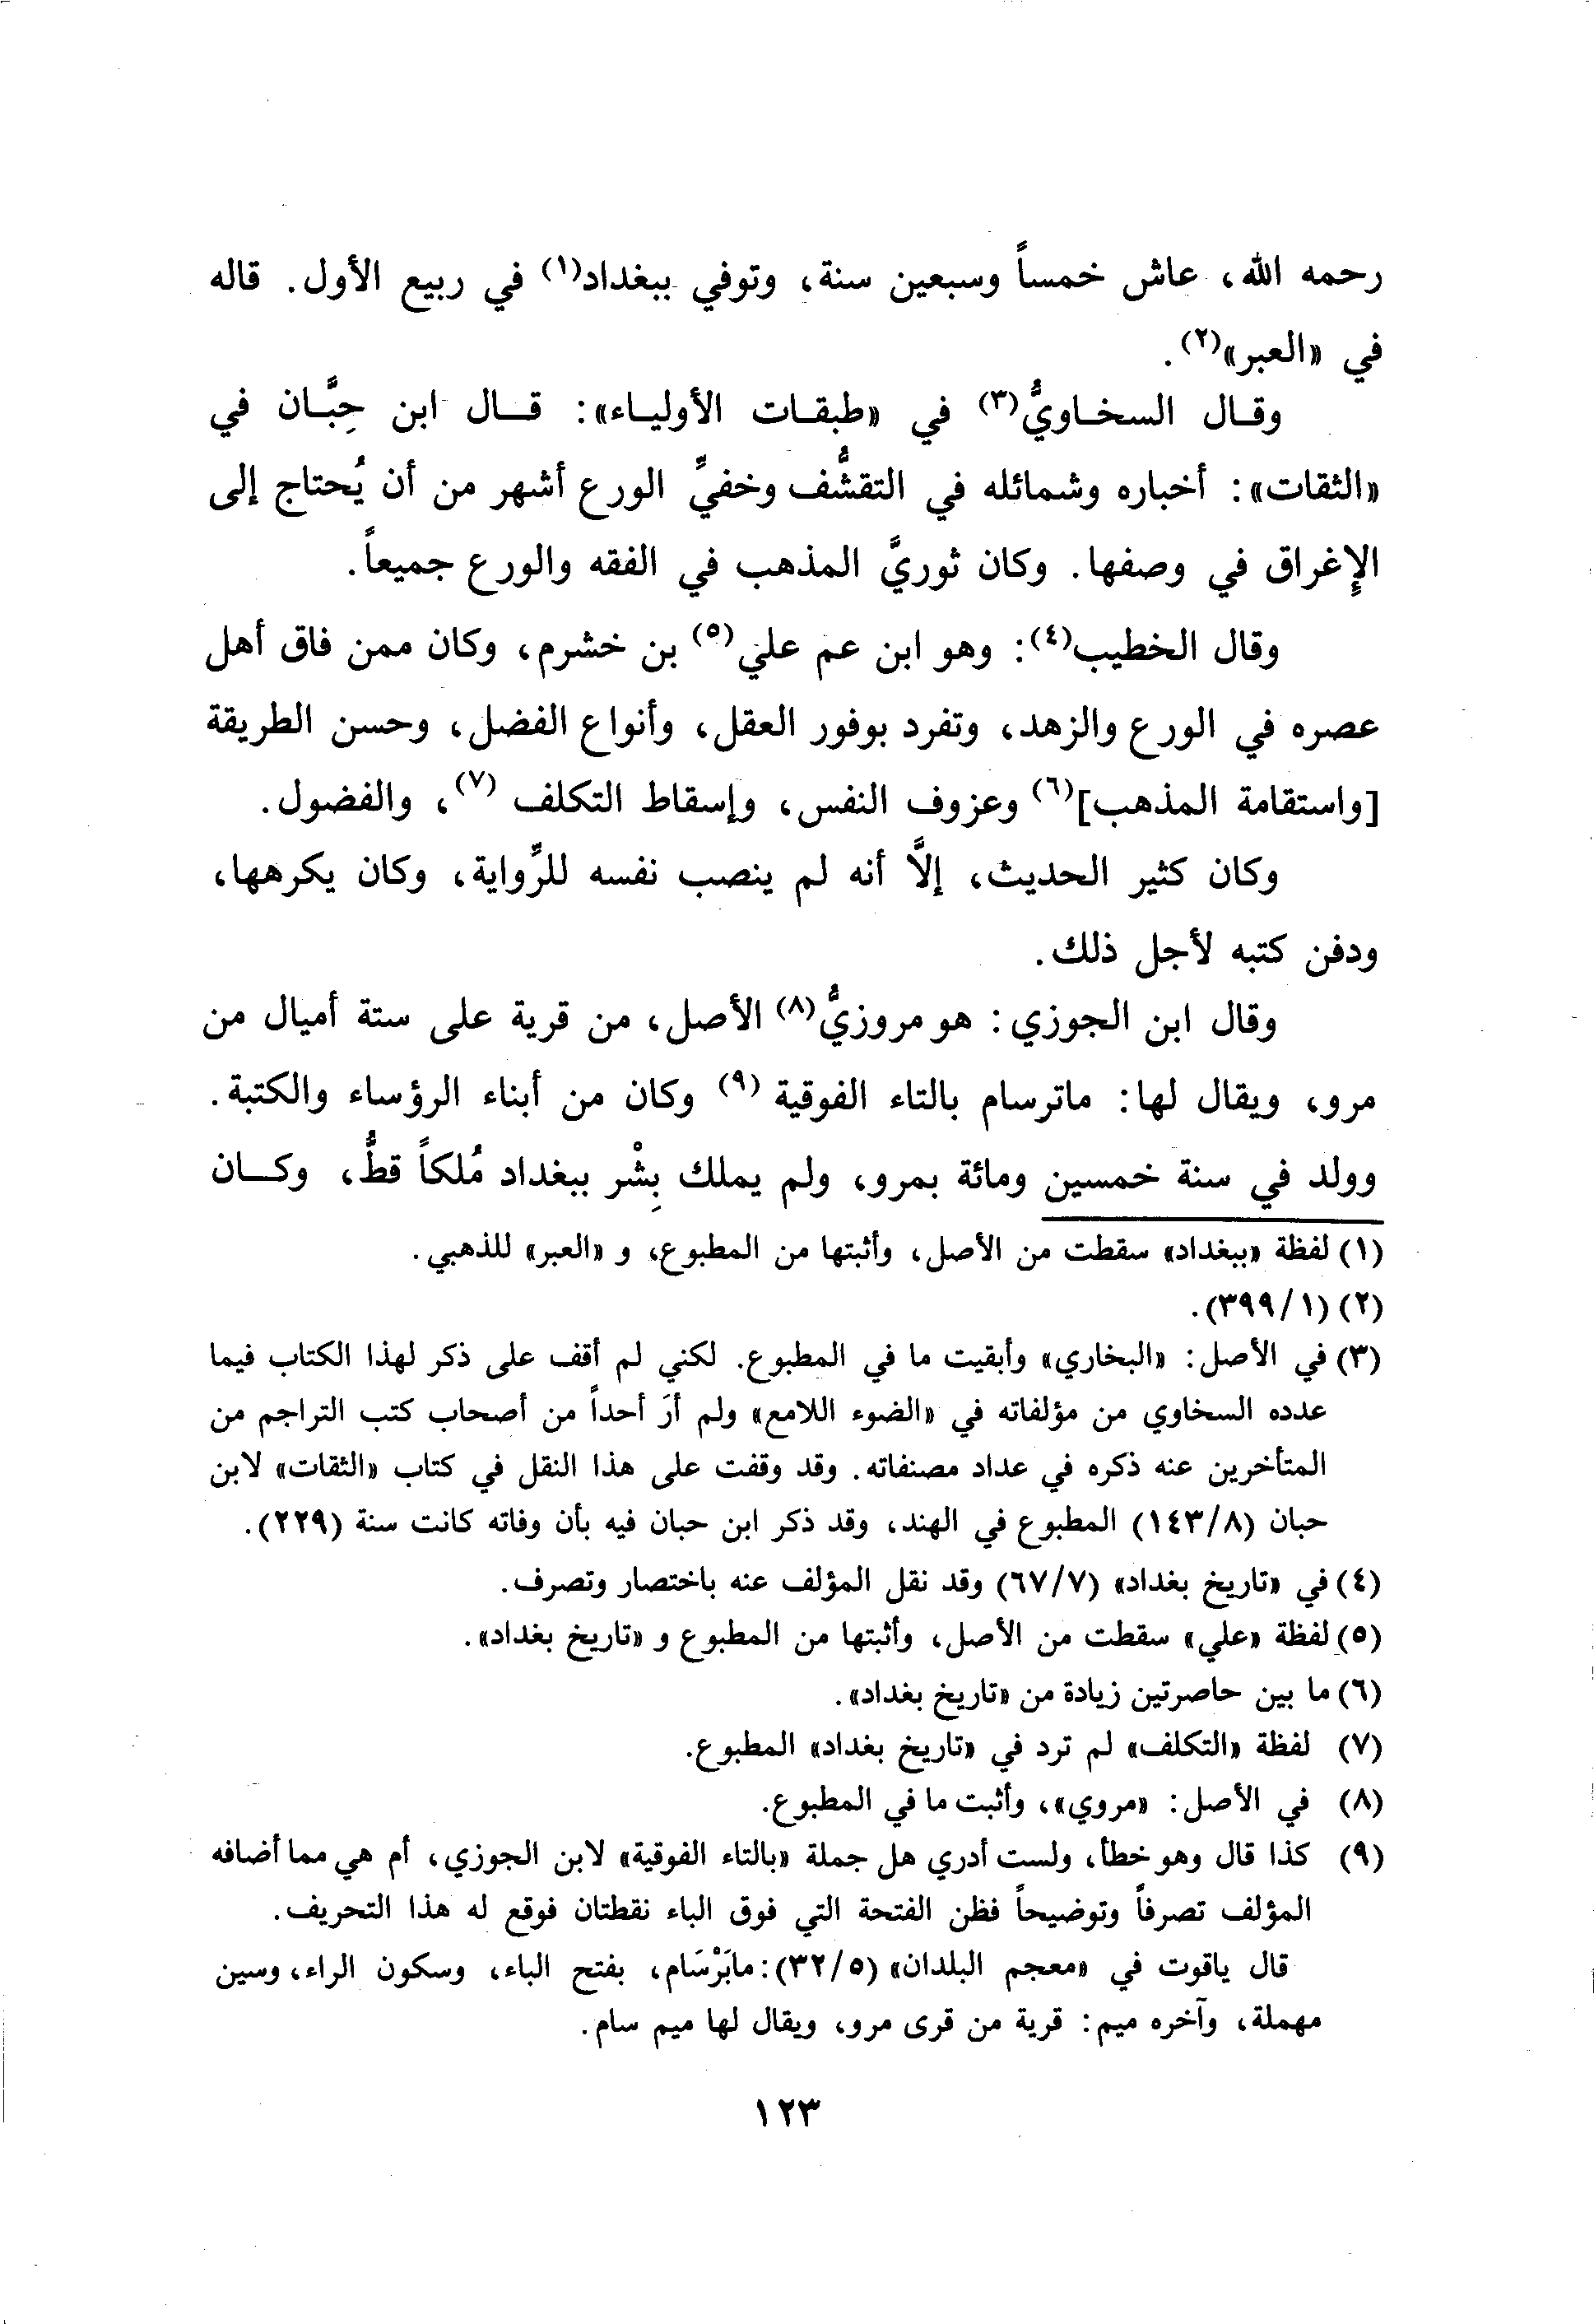 رحمه الله، عاش خمساً وسبعين سنة، وتوفي ببغداد(١) في ربيع الأول. قاله
في «العبر»(٢).
وقال السخاويُّ(٣) في «طبقات الأولياء»: قال ابن حِبَّان في
«الثقات»: أخباره وشمائله في التقشُّف وخفيِّ الورع أشهر من أن يُحتاج إلى
الإغراق في وصفها. وكان ثوريَّ المذهب في الفقه والورع جميعاً.
وقال الخطيب(٤): وهو ابن عم علي(٥) بن خشرم، وكان ممن فاق أهل
عصره في الورع والزهد، وتفرد بوفور العقل، وأنواع الفضل، وحسن الطريقة
[واستقامة المذهب](٦) وعزوف النفس، وإسقاط التكلف(٧)، والفضول.
وكان كثير الحديث، إلَّا أنه لم ينصب نفسه للرِّواية، وكان يكرهها،
ودفن كتبه لأجل ذلك.
وقال ابن الجوزي: هو مروزيُّ(٨) الأصل، من قرية على ستة أميال من
مرو، ويقال لها: ماترسام بالتاء الفوقية(٩) وكان من أبناء الرؤساء والكتبة.
وولد في سنة خمسين ومائة بمرو، ولم يملك بِشْر ببغداد مُلكاً قطُّ، وكان
(١) لفظة «ببغداد» سقطت من الأصل، وأثبتها من المطبوع، و «العبر» للذهبي.
(٢) (٣٩٩/١).
(٣) في الأصل: «البخاري» وأبقيت ما في المطبوع. لكني لم أقف على ذكر لهذا الكتاب فيما
عدده السخاوي من مؤلفاته في «الضوء اللامع» ولم أرَ أحداً من أصحاب كتب التراجم من
المتأخرين عنه ذكره في عداد مصنفاته. وقد وقفت على هذا النقل في كتاب «الثقات» لابن
حبان (١٤٣/٨) المطبوع في الهند، وقد ذكر ابن حبان فيه بأن وفاته كانت سنة (٢٢٩).
(٤) في «تاريخ بغداد» (٦٧/٧) وقد نقل المؤلف عنه باختصار وتصرف.
(٥) لفظة «علي» سقطت من الأصل، وأثبتها من المطبوع و «تاريخ بغداد».
(٦) ما بين حاصرتين زيادة من «تاريخ بغداد».
(٧) لفظة «التكلف» لم ترد في «تاريخ بغداد» المطبوع.
(٨) في الأصل: «مروي»، وأثبت ما في المطبوع.
(٩) كذا قال وهو خطأ، ولست أدري هل جملة «بالتاء الفوقية» لابن الجوزي، أم هي مما أضافه
المؤلف تصرفاً وتوضيحاً فظن الفتحة التي فوق الباء نقطتان فوقع له هذا التحريف.
قال ياقوت في «معجم البلدان» (٣٢/٥): مابَرْسَام، بفتح الباء، وسكون الراء، وسين
مهملة، وآخره ميم: قرية من قرى مرو، ويقال لها ميم سام.
١٢٣